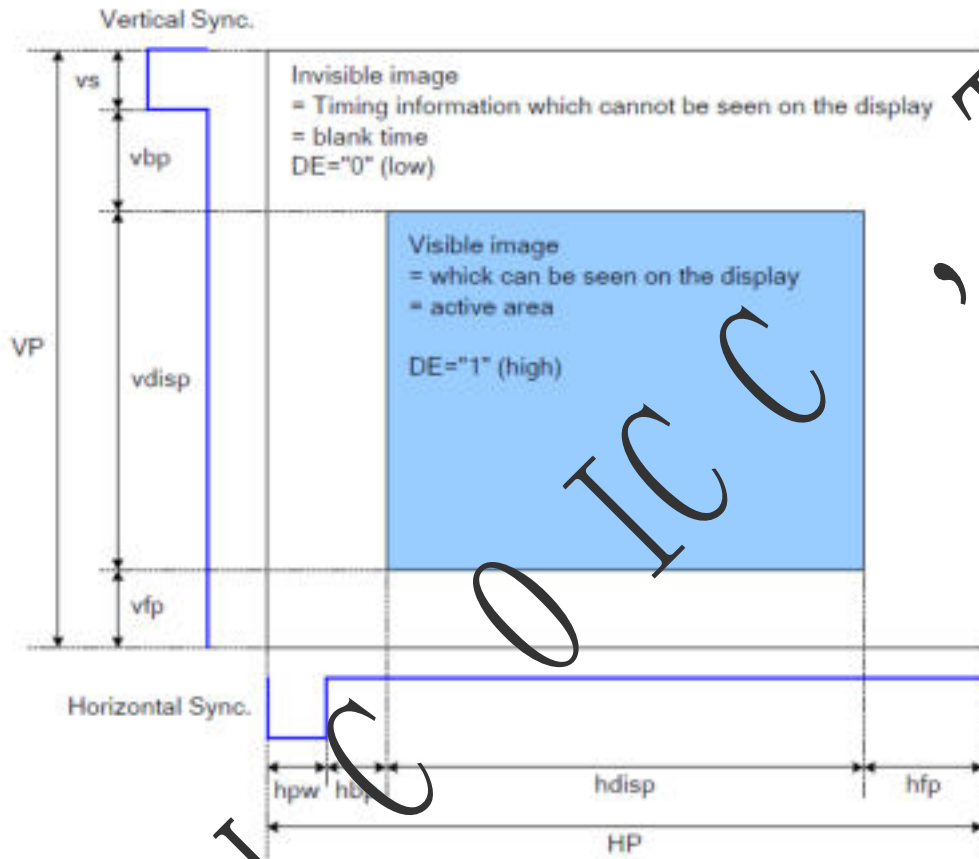 Vertical Sync.
vs
Invisible image
= Timing information which cannot be seen on the display
= blank time
DE="0" (low)
vbp
Visible image
= whick can be seen on the display
= active area
DE="1" (high)
VP
vdisp
vfp
Horizontal Sync.
hpw
hdisp
hfp
HP
0 IC C
C
,